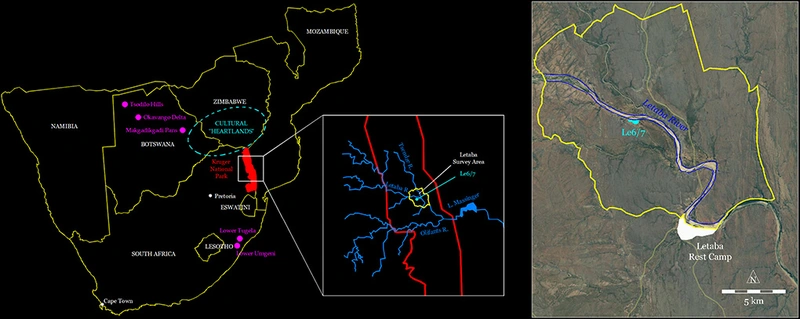 MOZAMBIQUE
ZIMBABWE
Tsodilo Hills
Okavango Delta
CULTURAL
"HEARTLANDS"
NAMIBIA
Makgadikgadi Pans
BOTSWANA
Kruger
National
Park
Pretoria
ESWATINI
Lower Tugela
SOUTH AFRICA
LESOTHO
Lower Umgeni
Cape Town
Letaba
Survey Area
Le6/7
Letaba R.
L. Massingir
Olifants R.
Letaba River
Le6/7
Letaba
Rest Camp
N
5 km